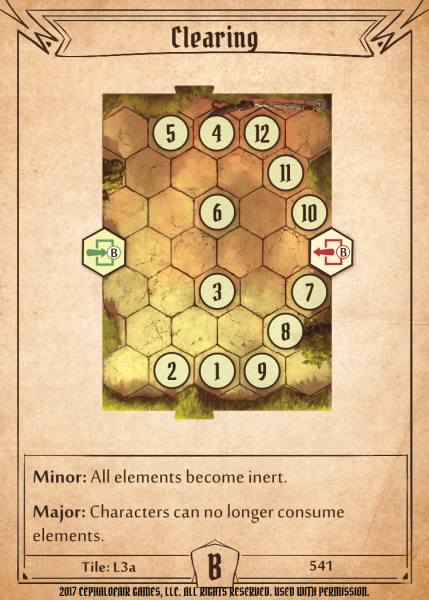 Clearing
5 4 12
11
6 10
B B
3 7
8
2 1 9
Minor: All elements become inert.
Major: Characters can no longer consume
elements.
Tile: L3a B 541
2017 CEPHALOFAIR GAMES, LLC. ALL RIGHTS RESERVED. USED WITH PERMISSION.